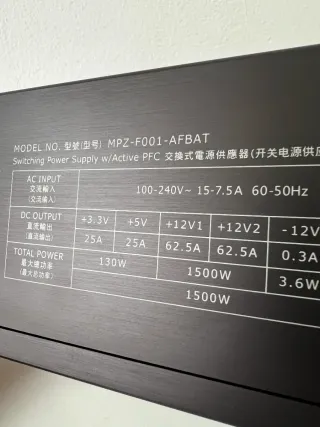 MODEL NO. 型號(型号) MPZ-F001-AFBAT
Switching Power Supply w/Active PFC 交換式電源供應器(开关电源供应
AC INPUT
交流輸入
(交流输入)
100-240V~ 15-7.5A 60-50Hz
DC OUTPUT
直流輸出
(直流输出)
+3.3V +5V +12V1 +12V2 -12V
25A 25A 62.5A 62.5A 0.3A
TOTAL POWER
最大總功率
(最大总功率)
130W 1500W 3.6W
1500W